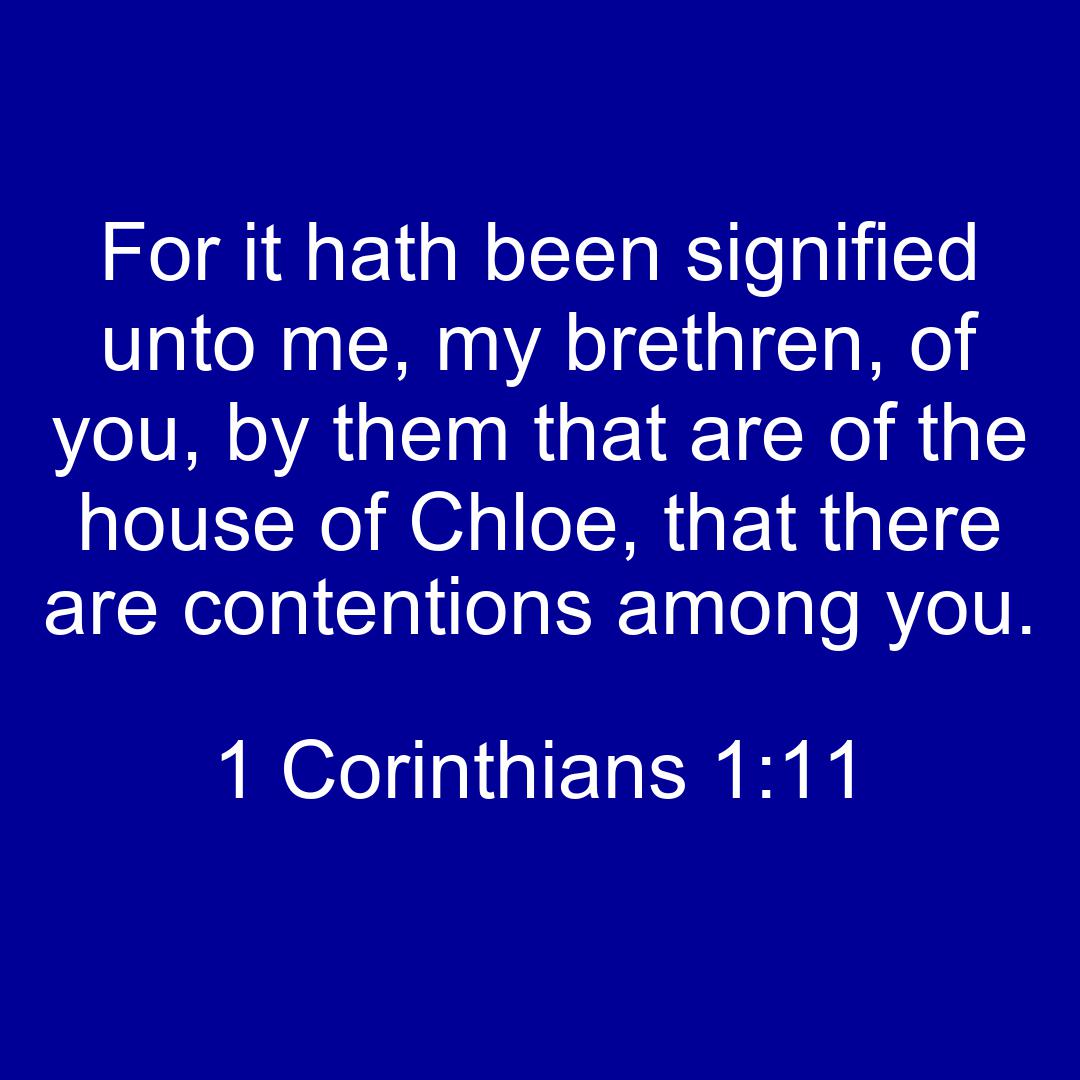 For it hath been signified
unto me, my brethren, of
you, by them that are of the
house of Chloe, that there
are contentions among you.
1 Corinthians 1:11